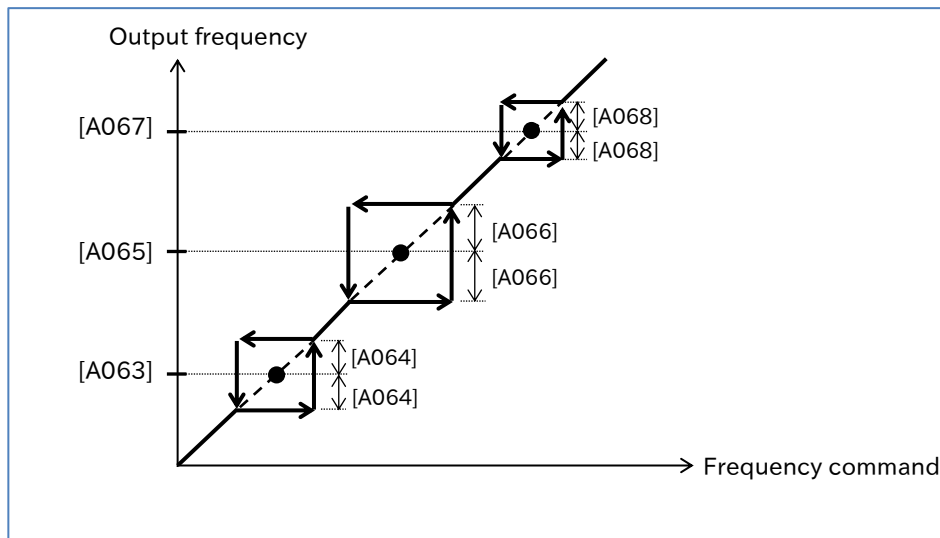 Output frequency
[A067]
[A068]
[A068]
[A065]
[A066]
[A066]
[A063]
[A064]
[A064]
Frequency command